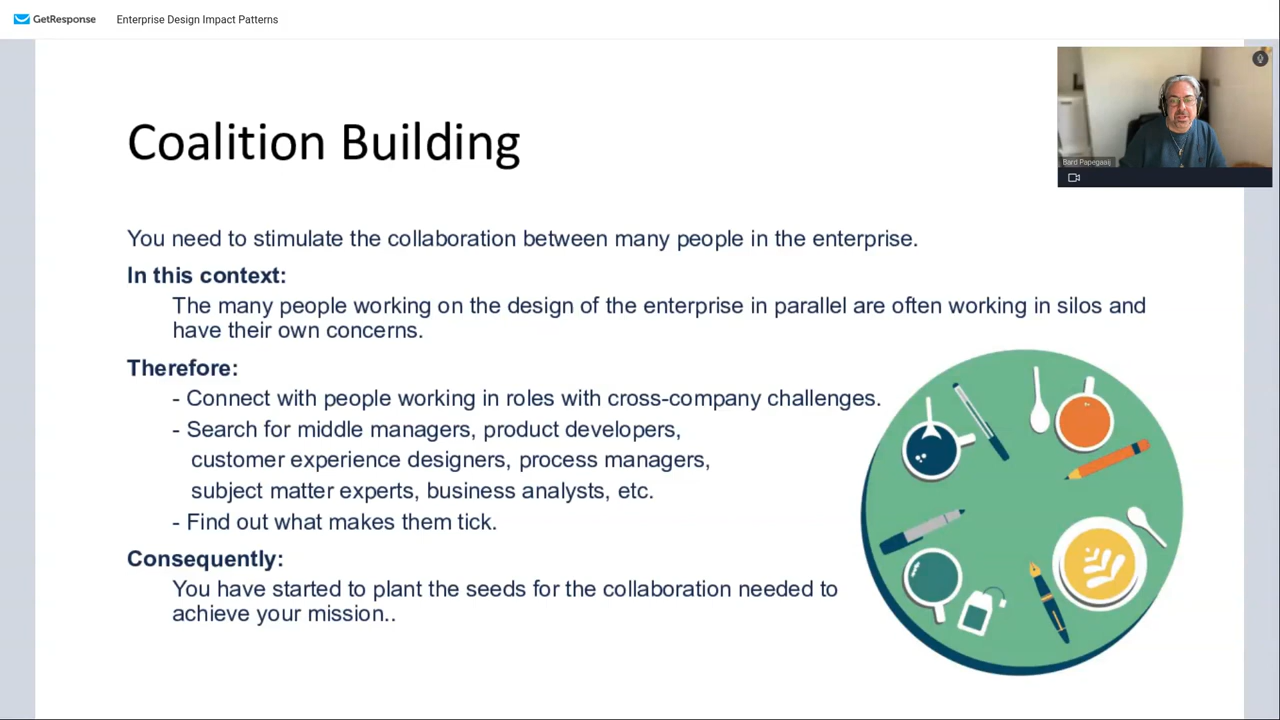 GetResponse Enterprise Design Impact Patterns
Coalition Building
Bard Papegaaij
You need to stimulate the collaboration between many people in the enterprise.
In this context:
The many people working on the design of the enterprise in parallel are often working in silos and
have their own concerns.
Therefore:
- Connect with people working in roles with cross-company challenges.
- Search for middle managers, product developers,
customer experience designers, process managers,
subject matter experts, business analysts, etc.
- Find out what makes them tick.
Consequently:
You have started to plant the seeds for the collaboration needed to
achieve your mission..